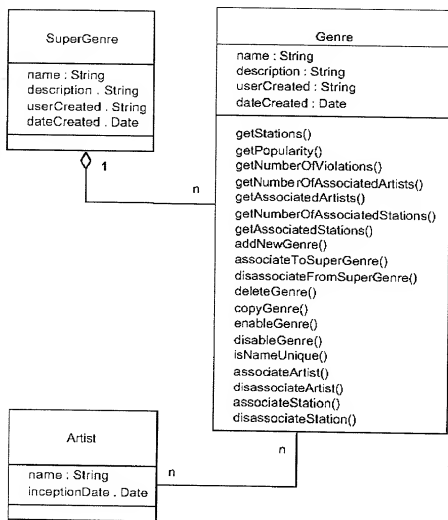 SuperGenre
name : String
description . String
userCreated . String
dateCreated . Date
1
n
Genre
name : String
description : String
userCreated : String
dateCreated : Date
getStations()
getPopularity()
getNumberOfViolations()
getNumberOfAssociatedArtists()
getAssociatedArtists()
getNumberOfAssociatedStations()
getAssociatedStations()
addNewGenre()
associateToSuperGenre()
disassociateFromSuperGenre()
deleteGenre()
copyGenre()
enableGenre()
disableGenre()
isNameUnique()
associateArtist()
disassociateArtist()
associateStation()
disassociateStation()
n
n
Artist
name : String
inceptionDate . Date